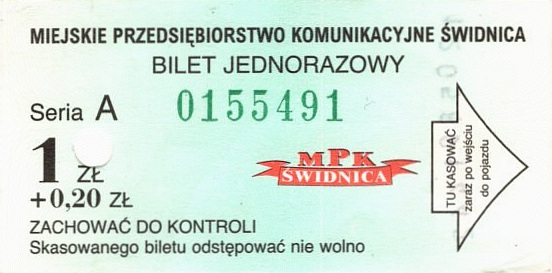 MIEJSKIE PRZEDSIĘBIORSTWO KOMUNIKACYJNE ŚWIDNICA
BILET JEDNORAZOWY
Seria A 0155491
1 ZŁ
+0,20 ZŁ
MPK
ŚWIDNICA
TU KASOWAĆ
zaraz po wejściu
do pojazdu
ZACHOWAĆ DO KONTROLI
Skasowanego biletu odstępować nie wolno